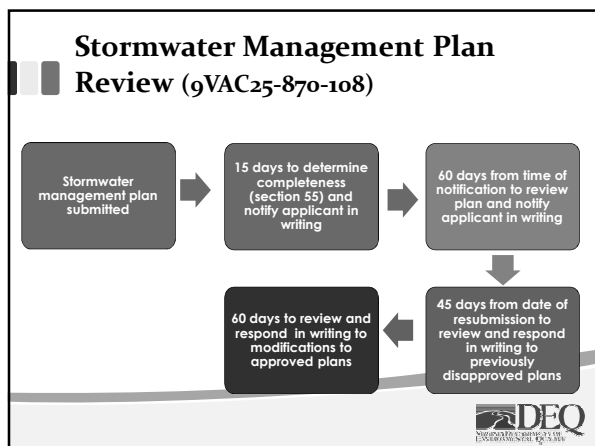 Stormwater Management Plan
Review (9VAC25-870-108)
Stormwater
management plan
submitted
15 days to determine
completeness
(section 55) and
notify applicant in
writing
60 days from time of
notification to review
plan and notify
applicant in writing
60 days to review and
respond in writing to
modifications to
approved plans
45 days from date of
resubmission to
review and respond
in writing to
previously
disapproved plans
DEQ
ENVIRONMENTAL QUALITY